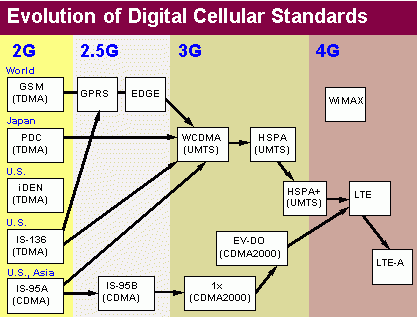 Evolution of Digital Cellular Standards
2G
2.5G
3G
4G
World
GSM
(TDMA)
GPRS
EDGE
WiMAX
Japan
PDC
(TDMA)
WCDMA
(UMTS)
HSPA
(UMTS)
U.S.
iDEN
(TDMA)
HSPA+
(UMTS)
LTE
U.S.
IS-136
(TDMA)
EV-DO
(CDMA2000)
LTE-A
U.S., Asia
IS-95A
(CDMA)
IS-95B
(CDMA)
1x
(CDMA2000)